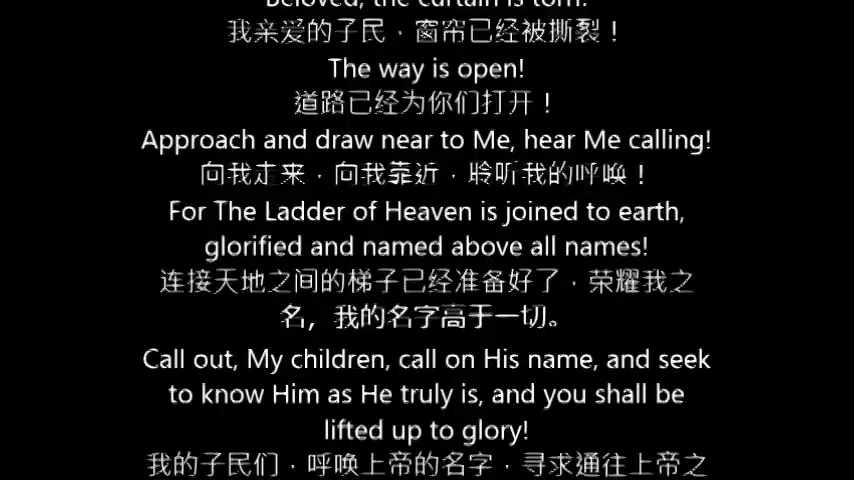 Beloved, the curtain is torn!
我亲爱的子民，窗帘已经被撕裂！
The way is open!
道路已经为你们打开！
Approach and draw near to Me, hear Me calling!
向我走来，向我靠近，聆听我的呼唤！
For The Ladder of Heaven is joined to earth,
glorified and named above all names!
连接天地之间的梯子已经准备好了，荣耀我之
名，我的名字高于一切。
Call out, My children, call on His name, and seek
to know Him as He truly is, and you shall be
lifted up to glory!
我的子民们，呼唤上帝的名字，寻求通往上帝之